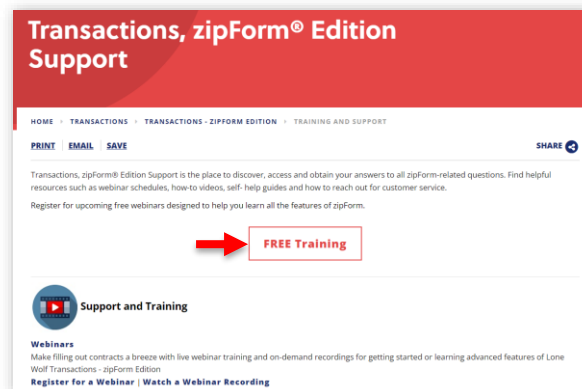 Transactions, zipForm® Edition
Support
HOME › TRANSACTIONS › TRANSACTIONS - ZIPFORM EDITION › TRAINING AND SUPPORT
PRINT | EMAIL | SAVE
SHARE
Transactions, zipForm® Edition Support is the place to discover, access and obtain your answers to all zipForm-related questions. Find helpful
resources such as webinar schedules, how-to videos, self- help guides and how to reach out for customer service.
Register for upcoming free webinars designed to help you learn all the features of zipForm.
FREE Training
Support and Training
Webinars
Make filling out contracts a breeze with live webinar training and on-demand recordings for getting started or learning advanced features of Lone
Wolf Transactions - zipForm Edition
Register for a Webinar | Watch a Webinar Recording